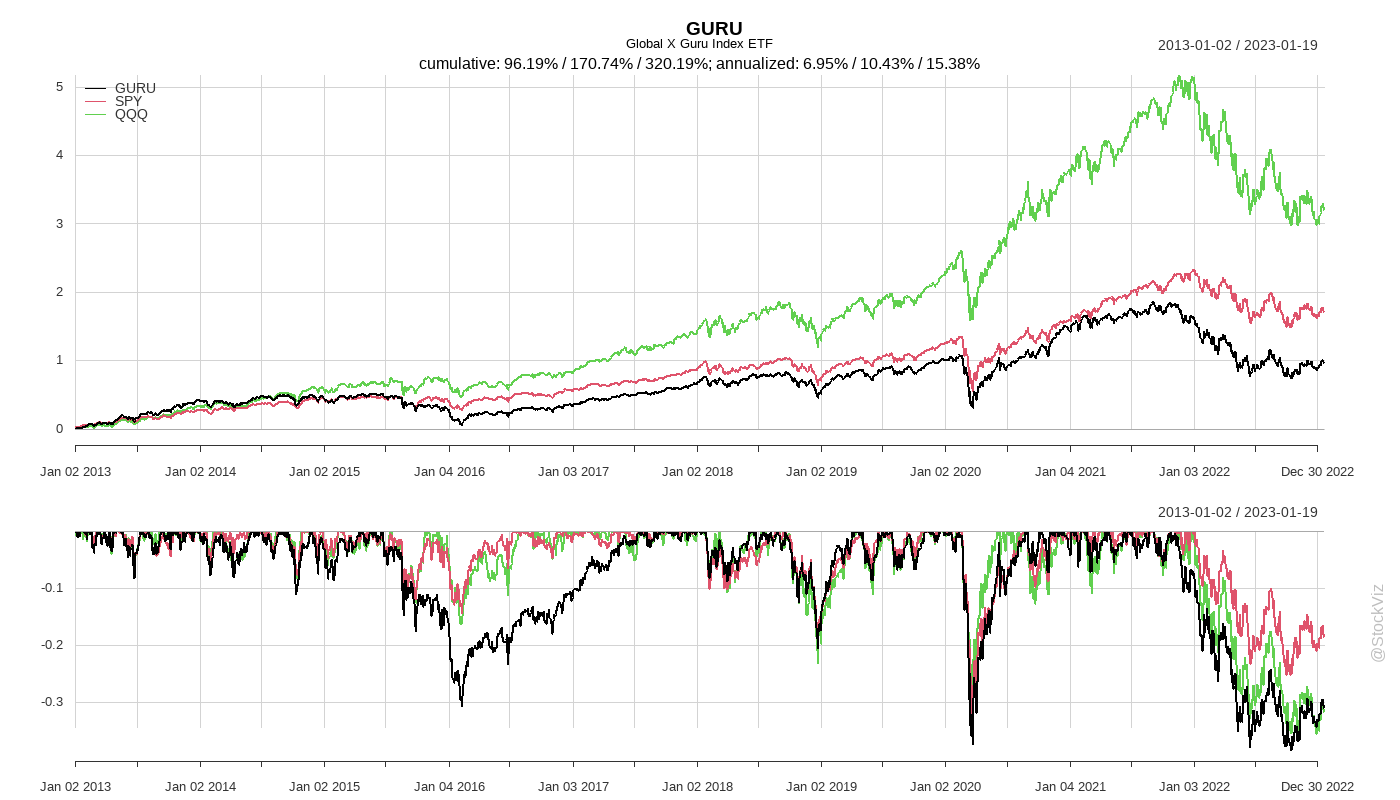 GURU
Global X Guru Index ETF
2013-01-02 / 2023-01-19
cumulative: 96.19% / 170.74% / 320.19%; annualized: 6.95% / 10.43% / 15.38%
GURU
SPY
QQQ
5
4
3
2
1
0
Jan 02 2013 Jan 02 2014 Jan 02 2015 Jan 04 2016 Jan 03 2017 Jan 02 2018 Jan 02 2019 Jan 02 2020 Jan 04 2021 Jan 03 2022 Dec 30 2022
2013-01-02 / 2023-01-19
-0.1
-0.2
-0.3
Jan 02 2013 Jan 02 2014 Jan 02 2015 Jan 04 2016 Jan 03 2017 Jan 02 2018 Jan 02 2019 Jan 02 2020 Jan 04 2021 Jan 03 2022 Dec 30 2022
@StockViz